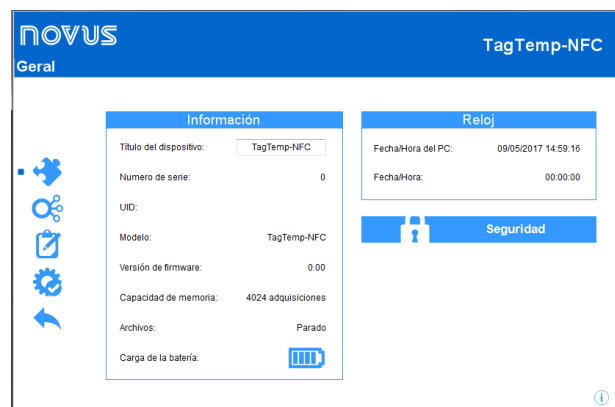 NOVUS
TagTemp-NFC
Geral
Información
Título del dispositivo: TagTemp-NFC
Numero de serie: 0
UID:
Modelo: TagTemp-NFC
Versión de firmware: 0.00
Capacidad de memoria: 4024 adquisiciones
Archivos: Parado
Carga de la batería:
Reloj
Fecha/Hora del PC: 09/05/2017 14:59:16
Fecha/Hora: 00:00:00
Seguridad
i